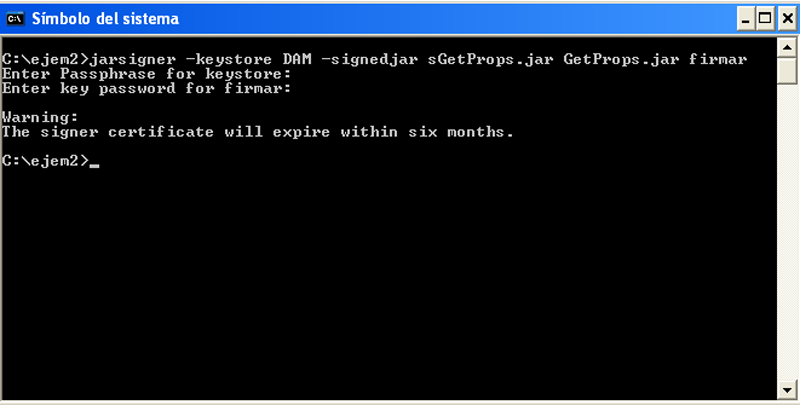 Símbolo del sistema
C:\ejem2>jarsigner -keystore DAM -signedjar sGetProps.jar GetProps.jar firmar
Enter Passphrase for keystore:
Enter key password for firmar:
Warning:
The signer certificate will expire within six months.
C:\ejem2>_